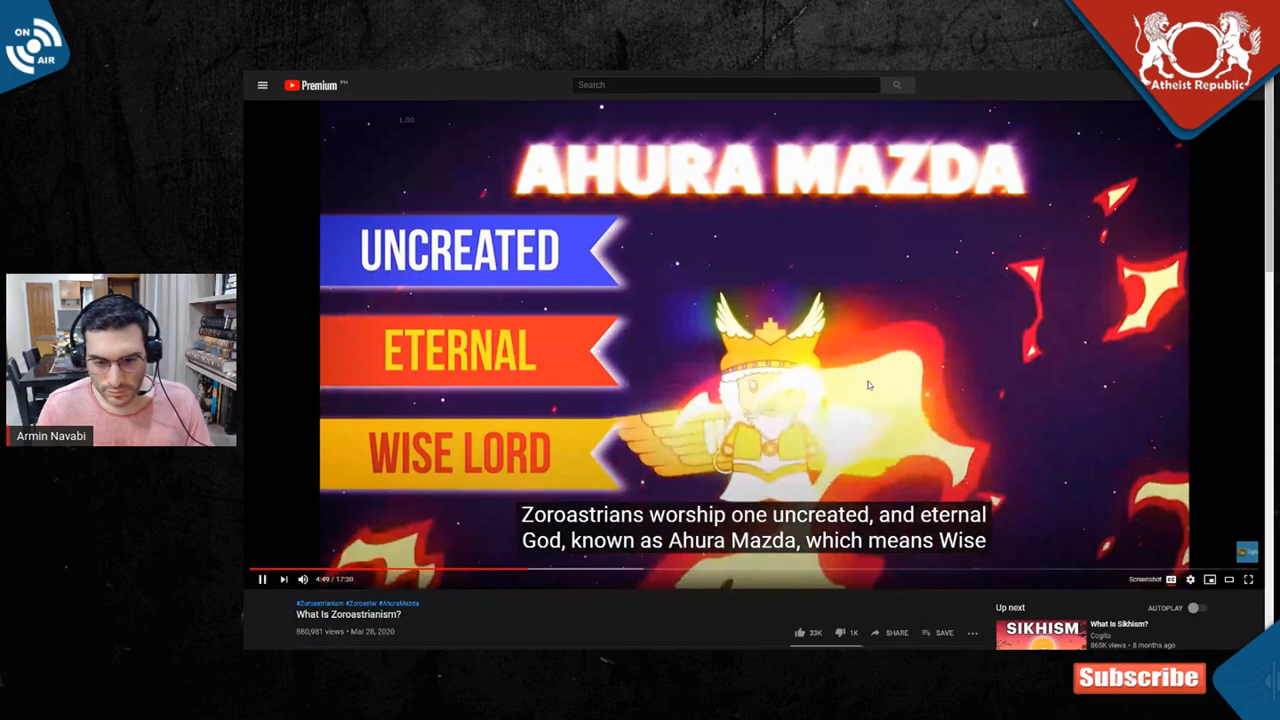 ON
AIR
Atheist Republic
Premium PH
Search
1.00
AHURA MAZDA
UNCREATED
ETERNAL
WISE LORD
Zoroastrians worship one uncreated, and eternal
God, known as Ahura Mazda, which means Wise
Armin Navabi
4:49 / 17:30
Screenshot
CC
#Zoroastrianism #Zoroaster #AhuraMazda
What Is Zoroastrianism?
860,981 views • Mar 28, 2020
33K
1K
SHARE
SAVE
Up next
AUTOPLAY
SIKHISM
What Is Sikhism?
Cogito
865K views • 8 months ago
Subscribe